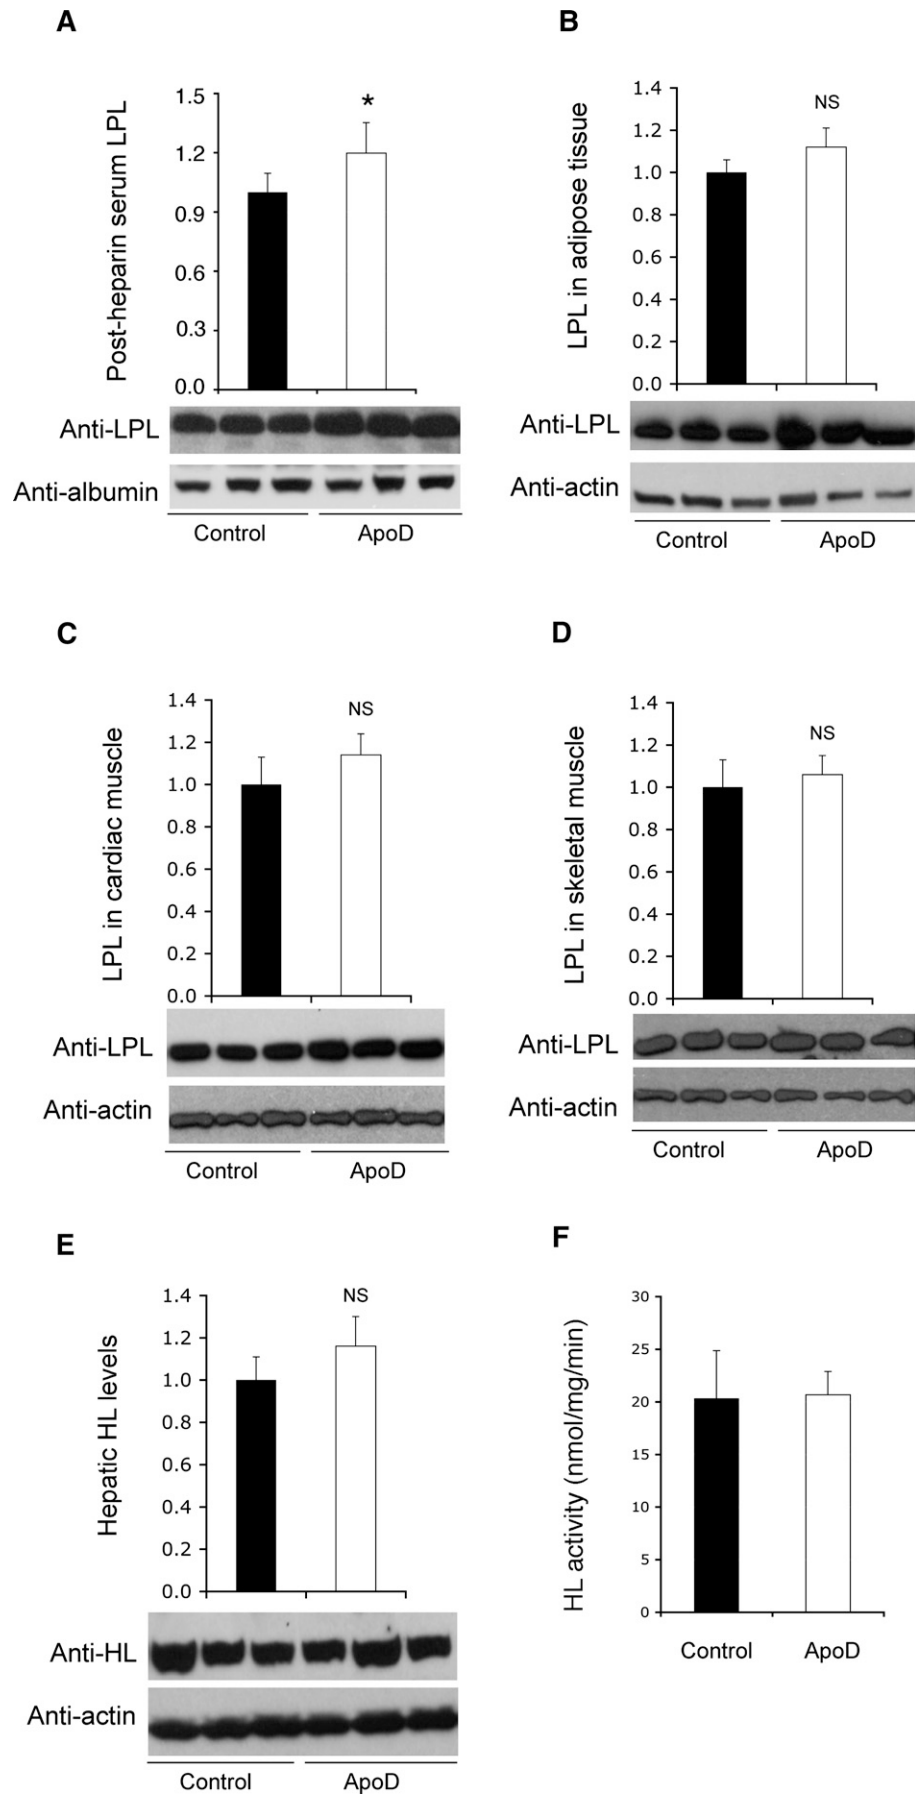 A
Post-heparin serum LPL
1.5
1.2
0.9
0.6
0.3
0.0
*
Anti-LPL
Anti-albumin
Control ApoD
B
LPL in adipose tissue
1.4
1.2
1.0
0.8
0.6
0.4
0.2
0.0
NS
Anti-LPL
Anti-actin
Control ApoD
C
LPL in cardiac muscle
1.4
1.2
1.0
0.8
0.6
0.4
0.2
0.0
NS
Anti-LPL
Anti-actin
Control ApoD
D
LPL in skeletal muscle
1.4
1.2
1.0
0.8
0.6
0.4
0.2
0.0
NS
Anti-LPL
Anti-actin
Control ApoD
E
Hepatic HL levels
1.4
1.2
1.0
0.8
0.6
0.4
0.2
0.0
NS
Anti-HL
Anti-actin
Control ApoD
F
HL activity (nmol/mg/min)
30
25
20
15
10
5
0
Control ApoD